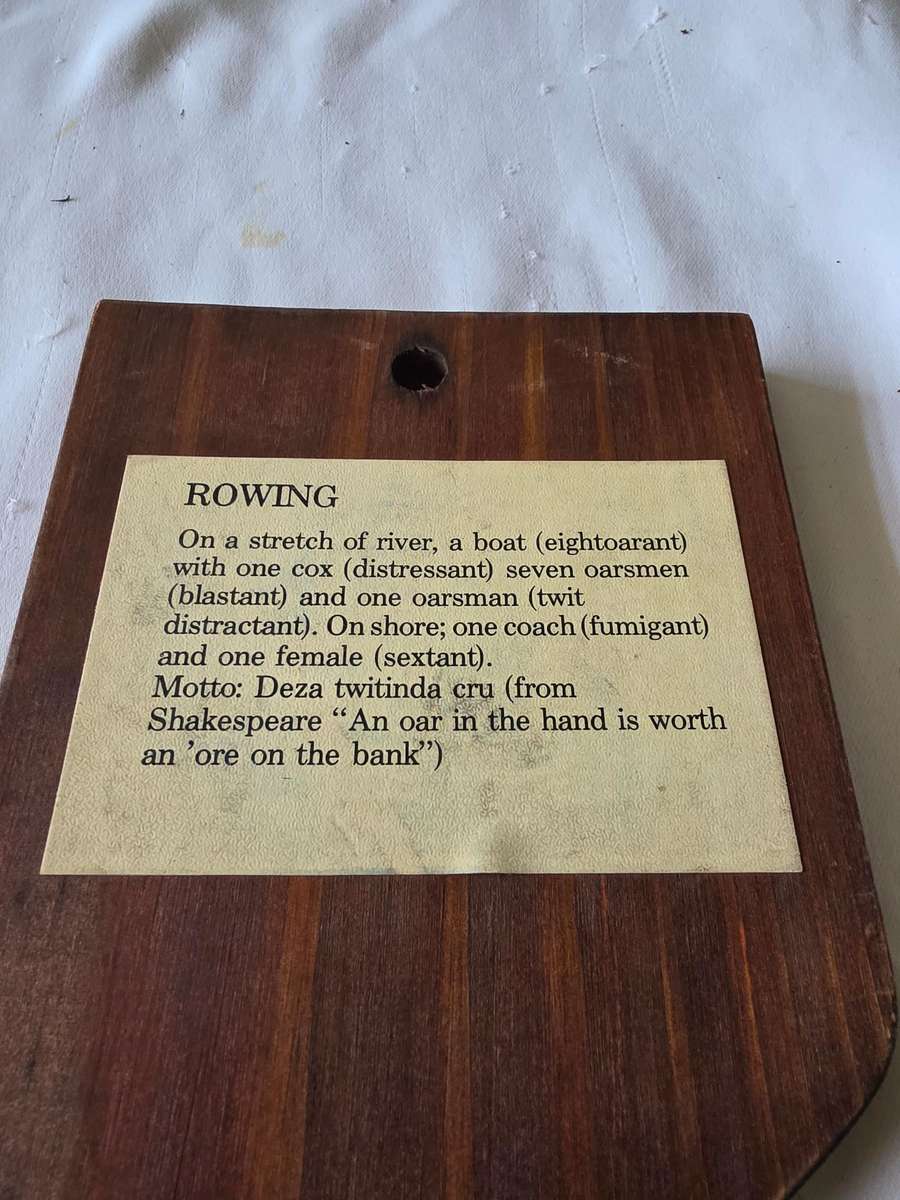 ROWING
On a stretch of river, a boat (eightoarant)
with one cox (distressant) seven oarsmen
(blastant) and one oarsman (twit
distractant). On shore; one coach (fumigant)
and one female (sextant).
Motto: Deza twitinda cru (from
Shakespeare “An oar in the hand is worth
an ’ore on the bank”)